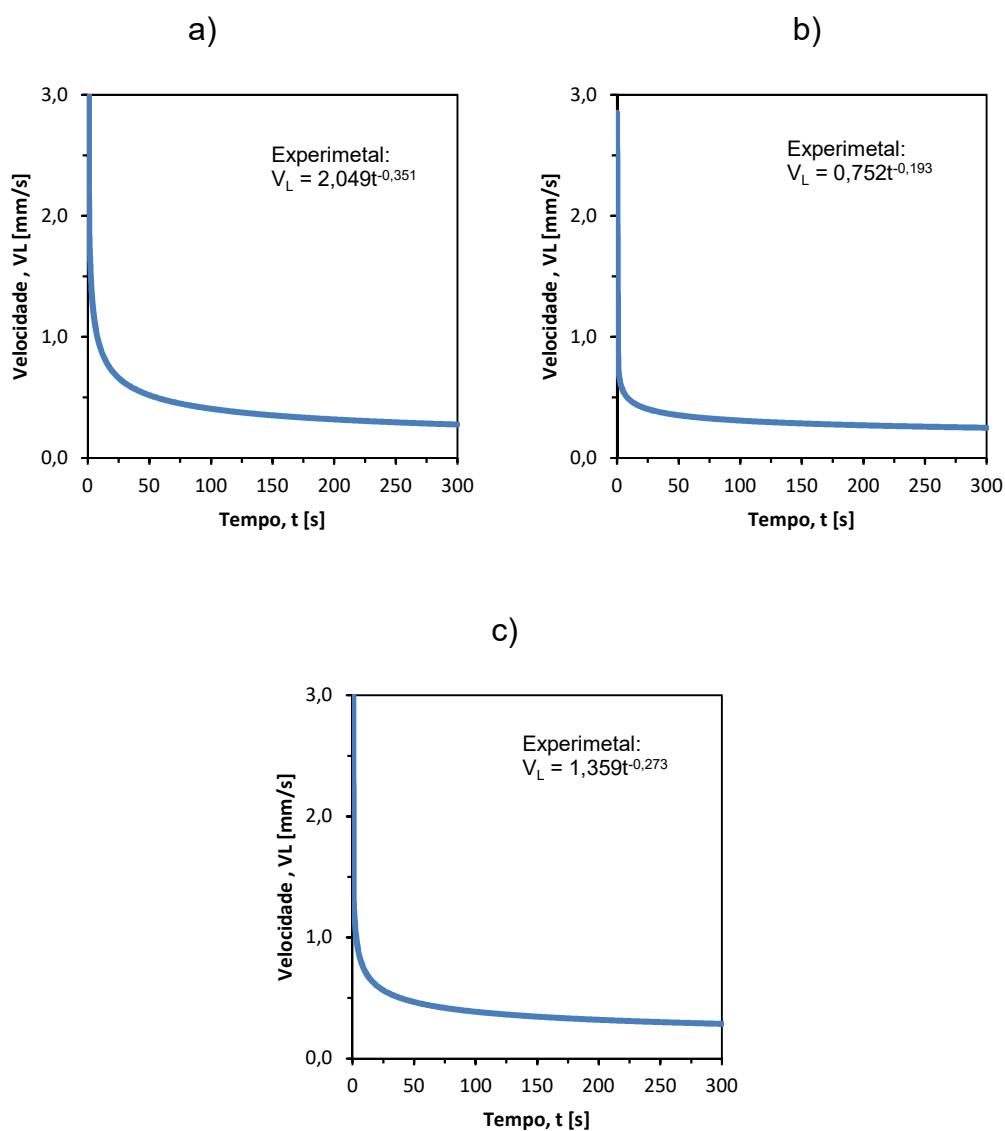 a)
3,0
2,0
1,0
0,0
Velocidade , VL [mm/s]
Experimetal:
V_L = 2,049t^-0,351
0 50 100 150 200 250 300
Tempo, t [s]
b)
3,0
2,0
1,0
0,0
Velocidade , VL [mm/s]
Experimetal:
V_L = 0,752t^-0,193
0 50 100 150 200 250 300
Tempo, t [s]
c)
3,0
2,0
1,0
0,0
Velocidade , VL [mm/s]
Experimetal:
V_L = 1,359t^-0,273
0 50 100 150 200 250 300
Tempo, t [s]